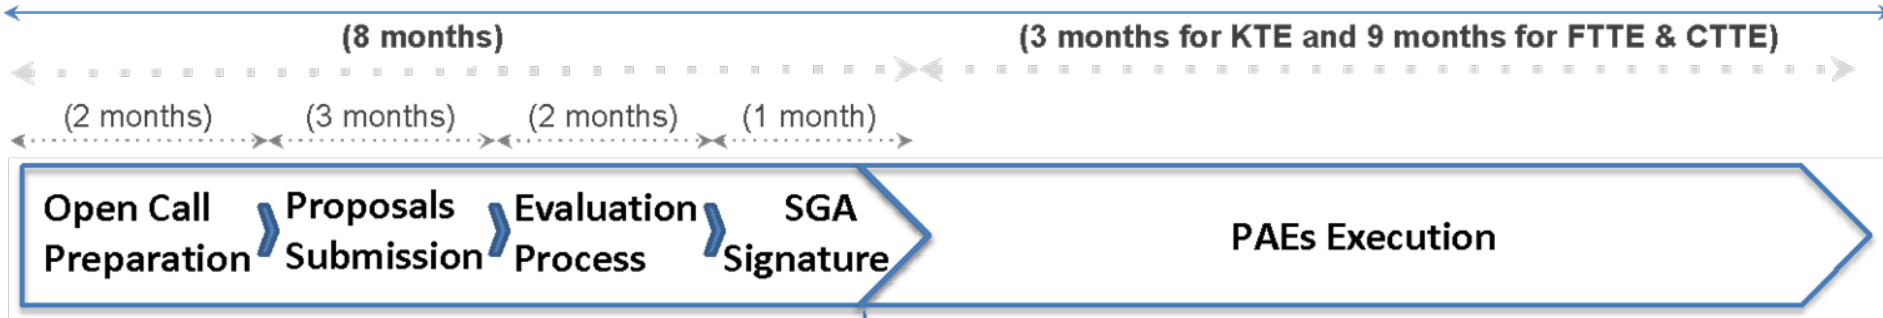 (8 months)
(3 months for KTE and 9 months for FTTE & CTTE)
(2 months)
(3 months)
(2 months)
(1 month)
Open Call
Preparation
Proposals
Submission
Evaluation
Process
SGA
Signature
PAEs Execution